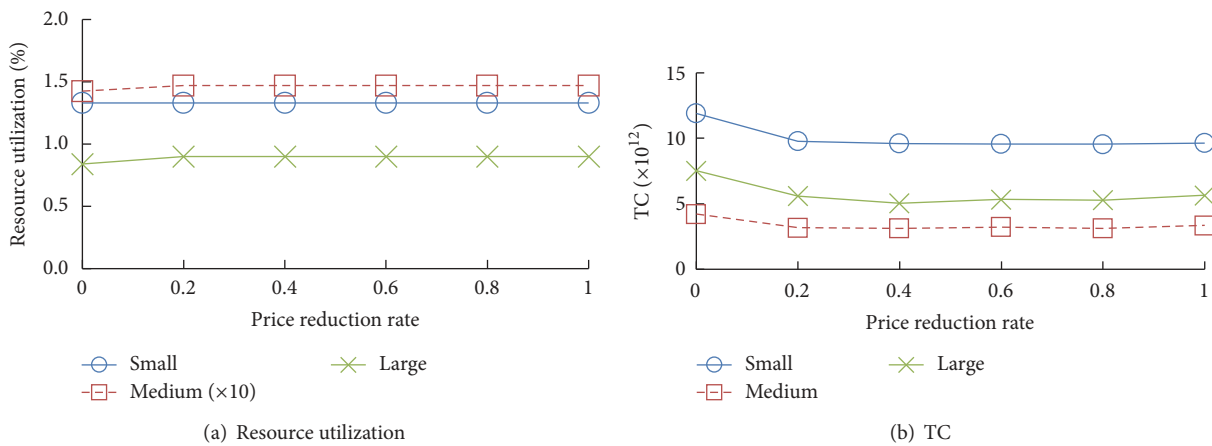 Resource utilization (%)
2.0
1.5
1.0
0.5
0.0
0 0.2 0.4 0.6 0.8 1
Price reduction rate
Small Large
Medium (×10)
(a) Resource utilization
TC (×10¹²)
15
10
5
0
0 0.2 0.4 0.6 0.8 1
Price reduction rate
Small Large
Medium
(b) TC